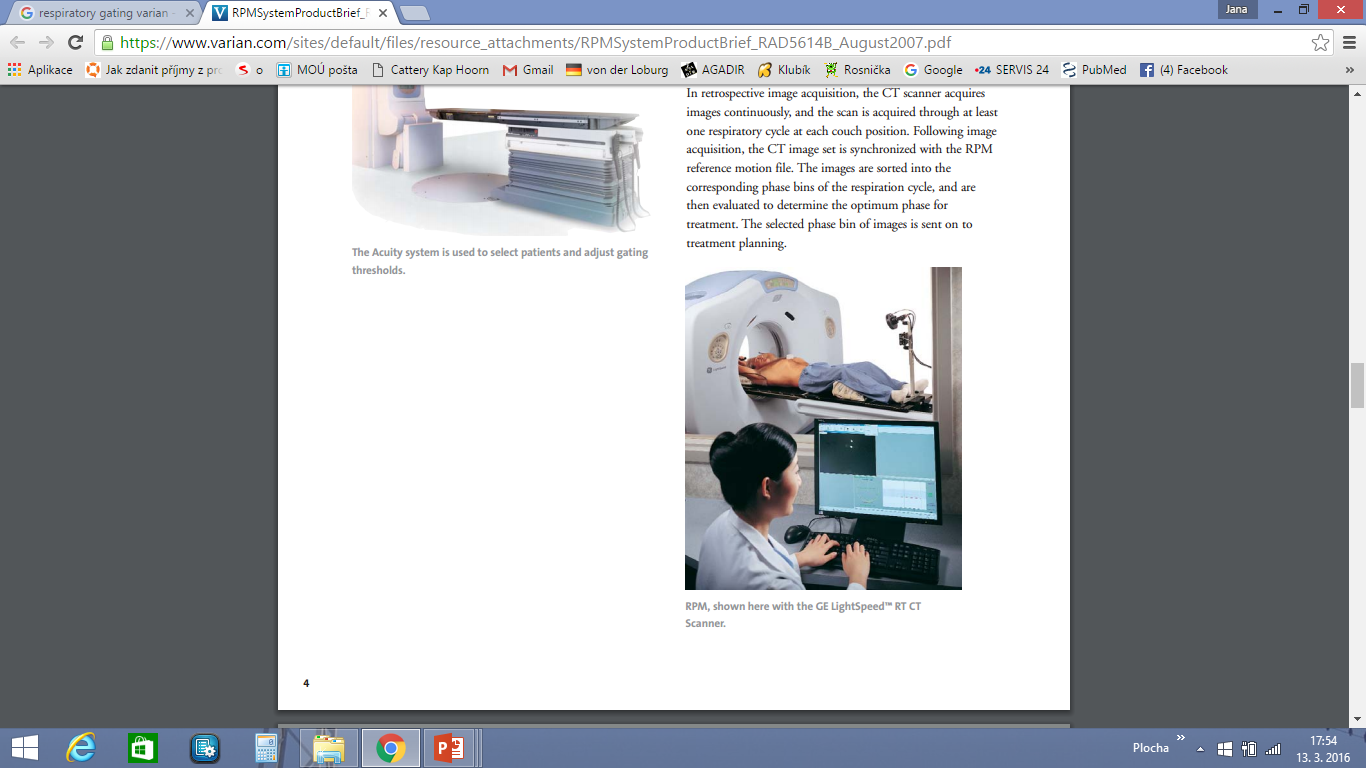 respiratory gating varian -
RPMSystemProductBrief_R
Jana
https://www.varian.com/sites/default/files/resource_attachments/RPMSystemProductBrief_RAD5614B_August2007.pdf
Aplikace
Jak zdanit příjmy z pro
o
MOÚ pošta
Cattery Kap Hoorn
Gmail
von der Loburg
AGADIR
Klubík
Rosnička
Google
SERVIS 24
PubMed
(4) Facebook
»
The Acuity system is used to select patients and adjust gating
thresholds.
In retrospective image acquisition, the CT scanner acquires
images continuously, and the scan is acquired through at least
one respiratory cycle at each couch position. Following image
acquisition, the CT image set is synchronized with the RPM
reference motion file. The images are sorted into the
corresponding phase bins of the respiration cycle, and are
then evaluated to determine the optimum phase for
treatment. The selected phase bin of images is sent on to
treatment planning.
RPM, shown here with the GE LightSpeed™ RT CT
Scanner.
4
Plocha
»
17:54
13. 3. 2016